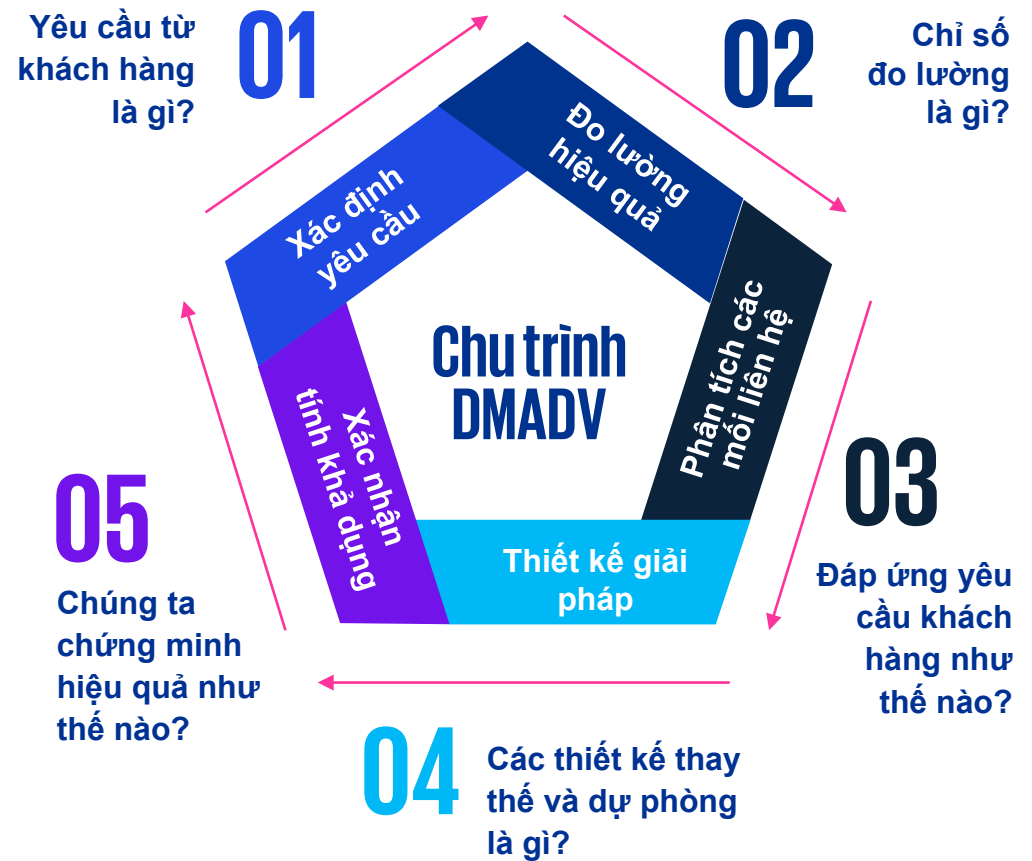 01
Yêu cầu từ
khách hàng
là gì?
Xác định
yêu cầu
02
Chỉ số
đo lường
là gì?
Đo lường
hiệu quả
Chu trình
DMADV
03
Đáp ứng yêu
cầu khách
hàng như
thế nào?
Phân tích các
mối liên hệ
04
Các thiết kế thay
thế và dự phòng
là gì?
Thiết kế giải
pháp
05
Chúng ta
chứng minh
hiệu quả như
thế nào?
Xác nhận
tính khả dụng